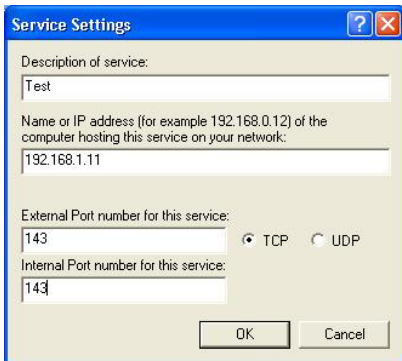 Service Settings
Description of service:
Test
Name or IP address (for example 192.168.0.12) of the
computer hosting this service on your network:
192.168.1.11
External Port number for this service:
143 TCP UDP
Internal Port number for this service:
143
OK Cancel